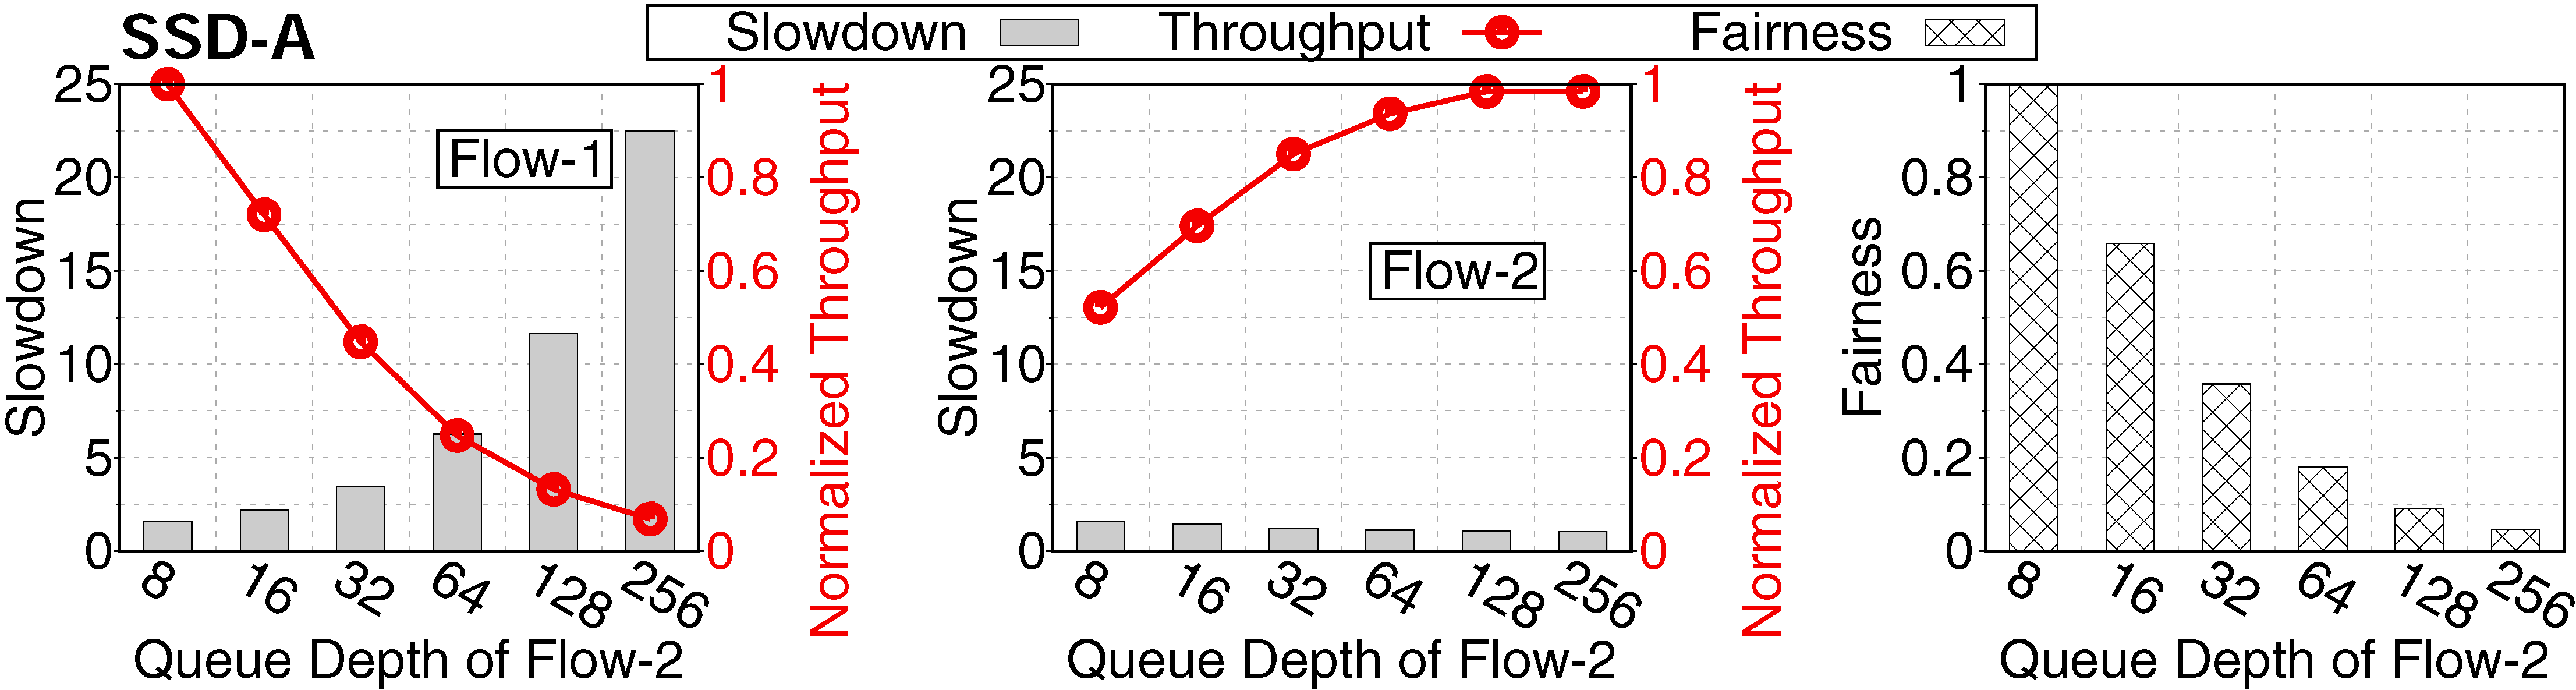 SSD-A
Slowdown Throughput Fairness
25
20
15
10
5
0
Slowdown
1
0.8
0.6
0.4
0.2
0
Normalized Throughput
Flow-1
8 16 32 64 128 256
Queue Depth of Flow-2
25
20
15
10
5
0
Slowdown
1
0.8
0.6
0.4
0.2
0
Normalized Throughput
Flow-2
8 16 32 64 128 256
Queue Depth of Flow-2
1
0.8
0.6
0.4
0.2
0
Fairness
8 16 32 64 128 256
Queue Depth of Flow-2